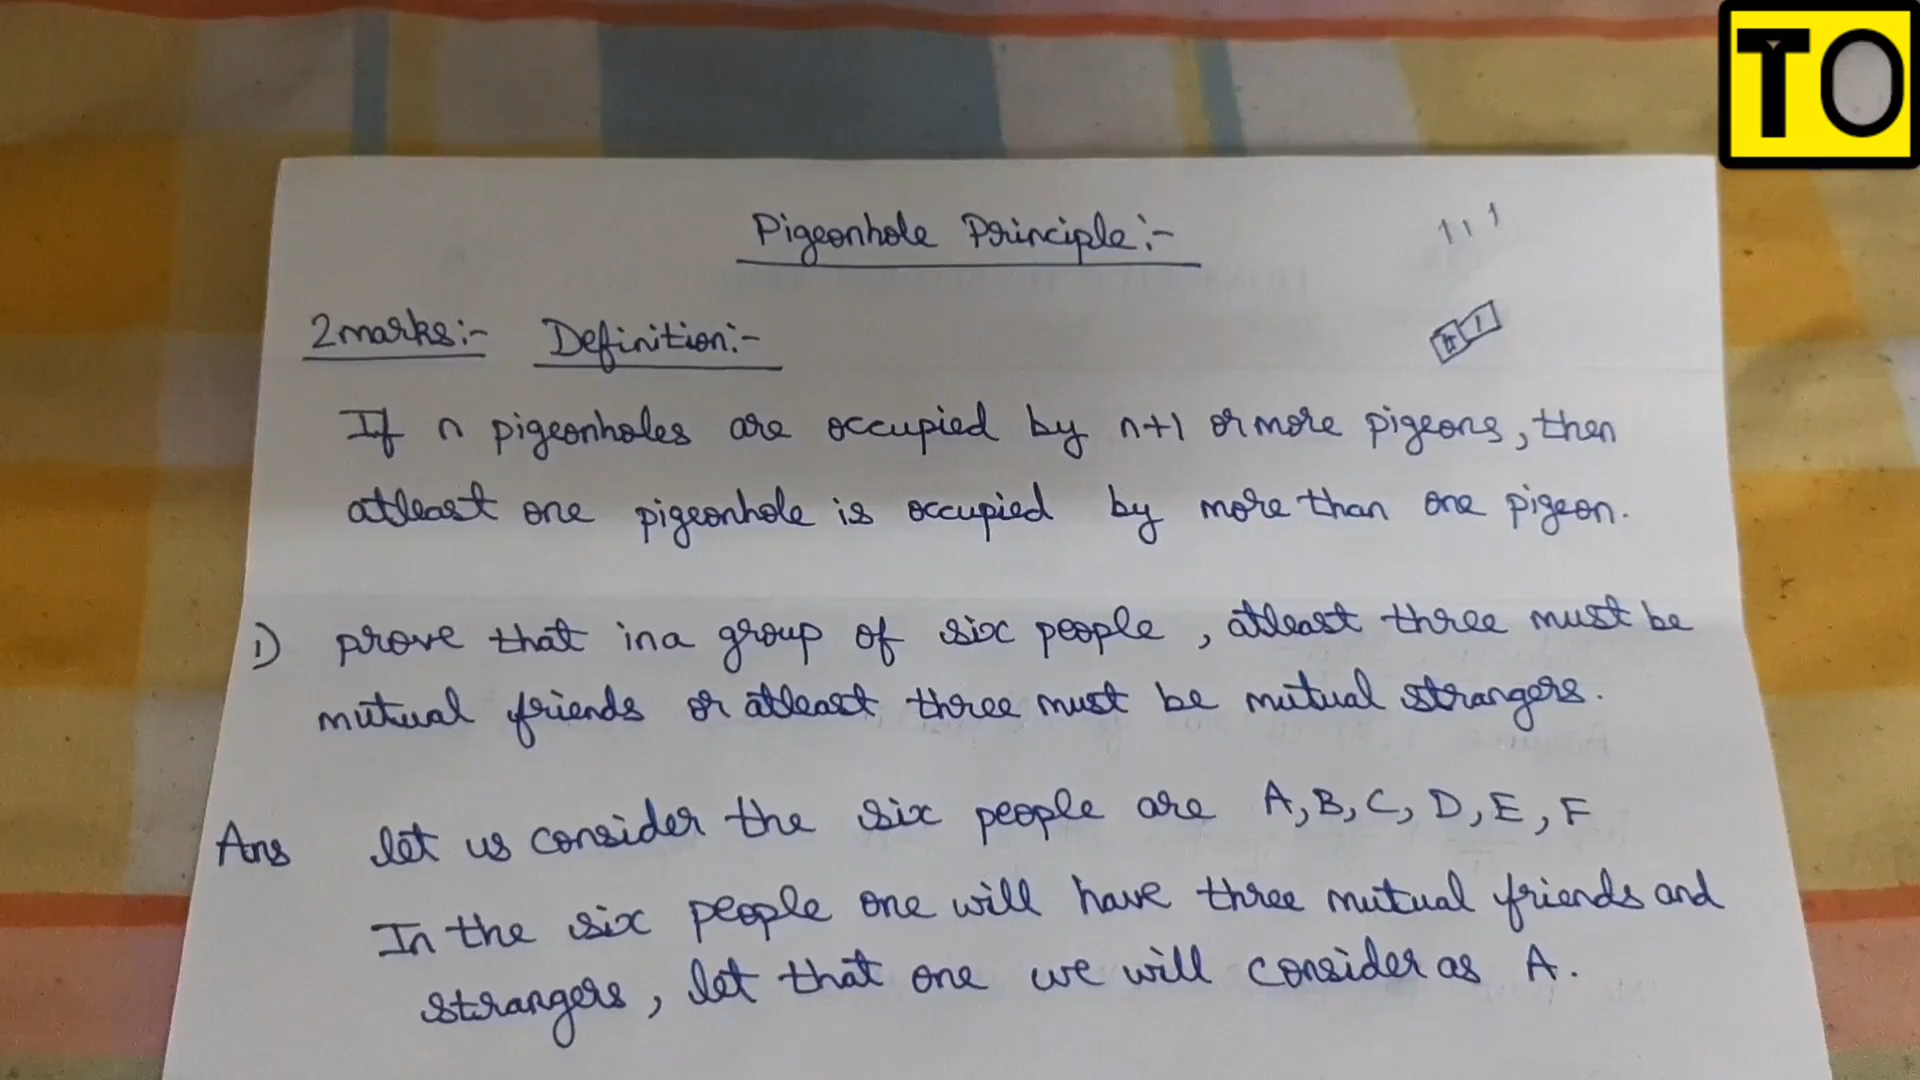 TO
Pigeonhole Principle:-
2marks:- Definition:-
If n pigeonholes are occupied by n+1 or more pigeons, then
atleast one pigeonhole is occupied by more than one pigeon.
1) prove that in a group of six people, atleast three must be
mutual friends or atleast three must be mutual strangers.
Ans let us consider the six people are A, B, C, D, E, F
In the six people one will have three mutual friends and
strangers, let that one we will consider as A.